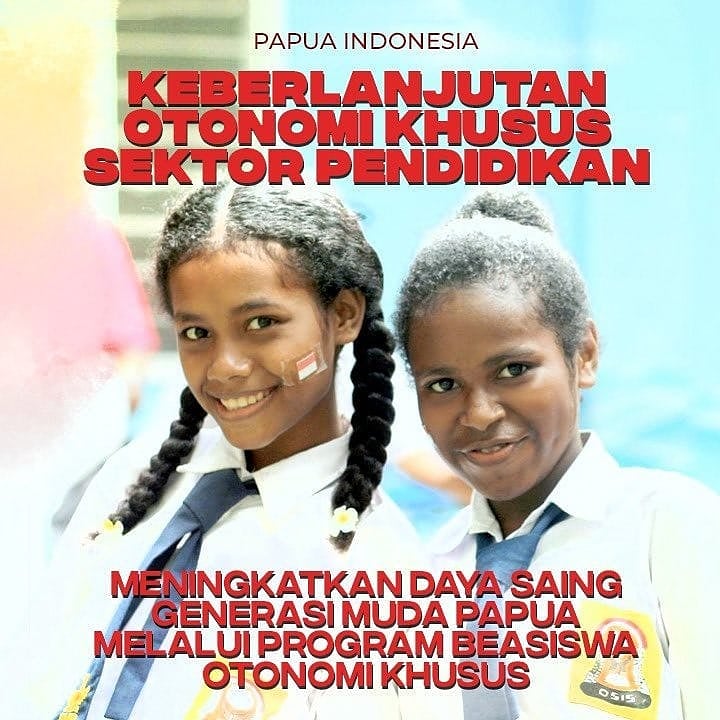 PAPUA INDONESIA
KEBERLANJUTAN
OTONOMI KHUSUS
SEKTOR PENDIDIKAN
MENINGKATKAN DAYA SAING
GENERASI MUDA PAPUA
MELALUI PROGRAM BEASISWA
OTONOMI KHUSUS
OSIS